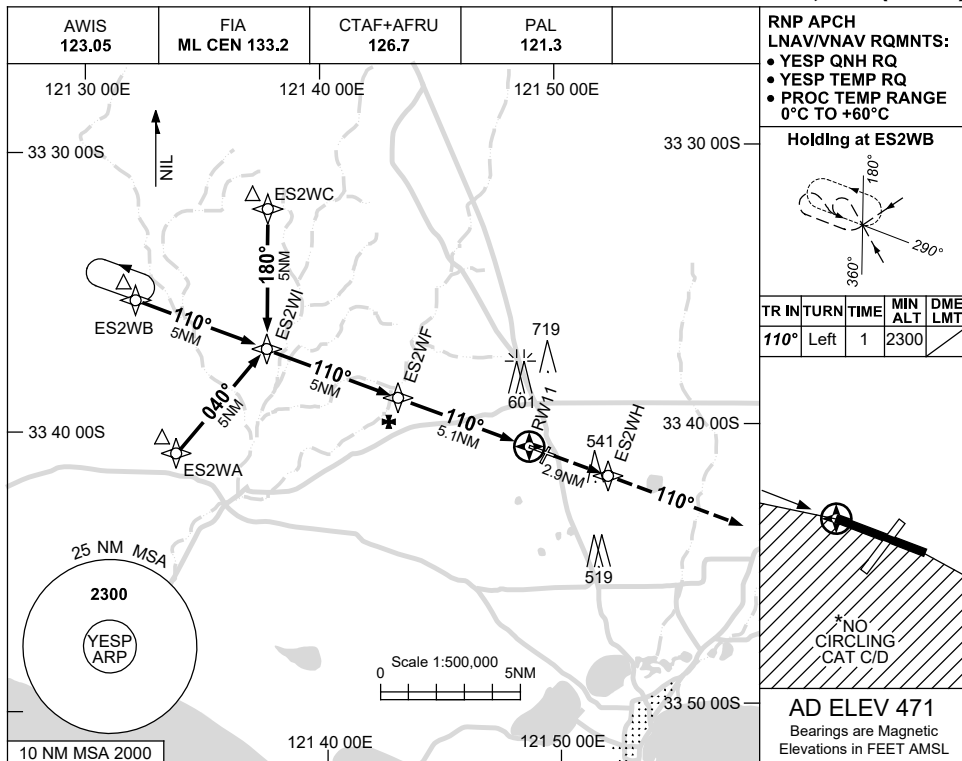 AWIS
123.05
FIA
ML CEN 133.2
CTAF+AFRU
126.7
PAL
121.3
RNP APCH
LNAV/VNAV RQMNTS:
• YESP QNH RQ
• YESP TEMP RQ
• PROC TEMP RANGE
0°C TO +60°C
121 30 00E
121 40 00E
121 50 00E
33 30 00S
33 30 00S
NIL
ES2WC
180°
5NM
ES2WB
110°
5NM
ES2WI
110°
5NM
ES2WF
040°
5NM
ES2WA
110°
5.1NM
719
601
RW11
541
ES2WH
2.9NM
110°
519
33 40 00S
33 40 00S
25 NM MSA
2300
YESP
ARP
Scale 1:500,000
0
5NM
33 50 00S
10 NM MSA 2000
121 40 00E
121 50 00E
Holding at ES2WB
180°
290°
360°
TR IN TURN TIME MIN ALT DME LMT
110° Left 1 2300
*NO
CIRCLING
CAT C/D
AD ELEV 471
Bearings are Magnetic
Elevations in FEET AMSL